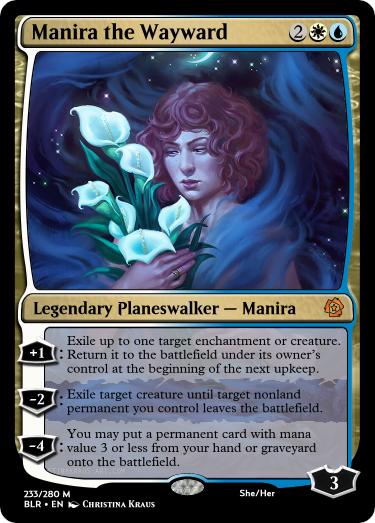 Manira the Wayward 2
Legendary Planeswalker — Manira
Exile up to one target enchantment or creature.
+1: Return it to the battlefield under its owner's
control at the beginning of the next upkeep.
-2: Exile target creature until target nonland
permanent you control leaves the battlefield.
You may put a permanent card with mana
-4: value 3 or less from your hand or graveyard
onto the battlefield.
233/280 M
She/Her
3
BLR • EN Christina Kraus